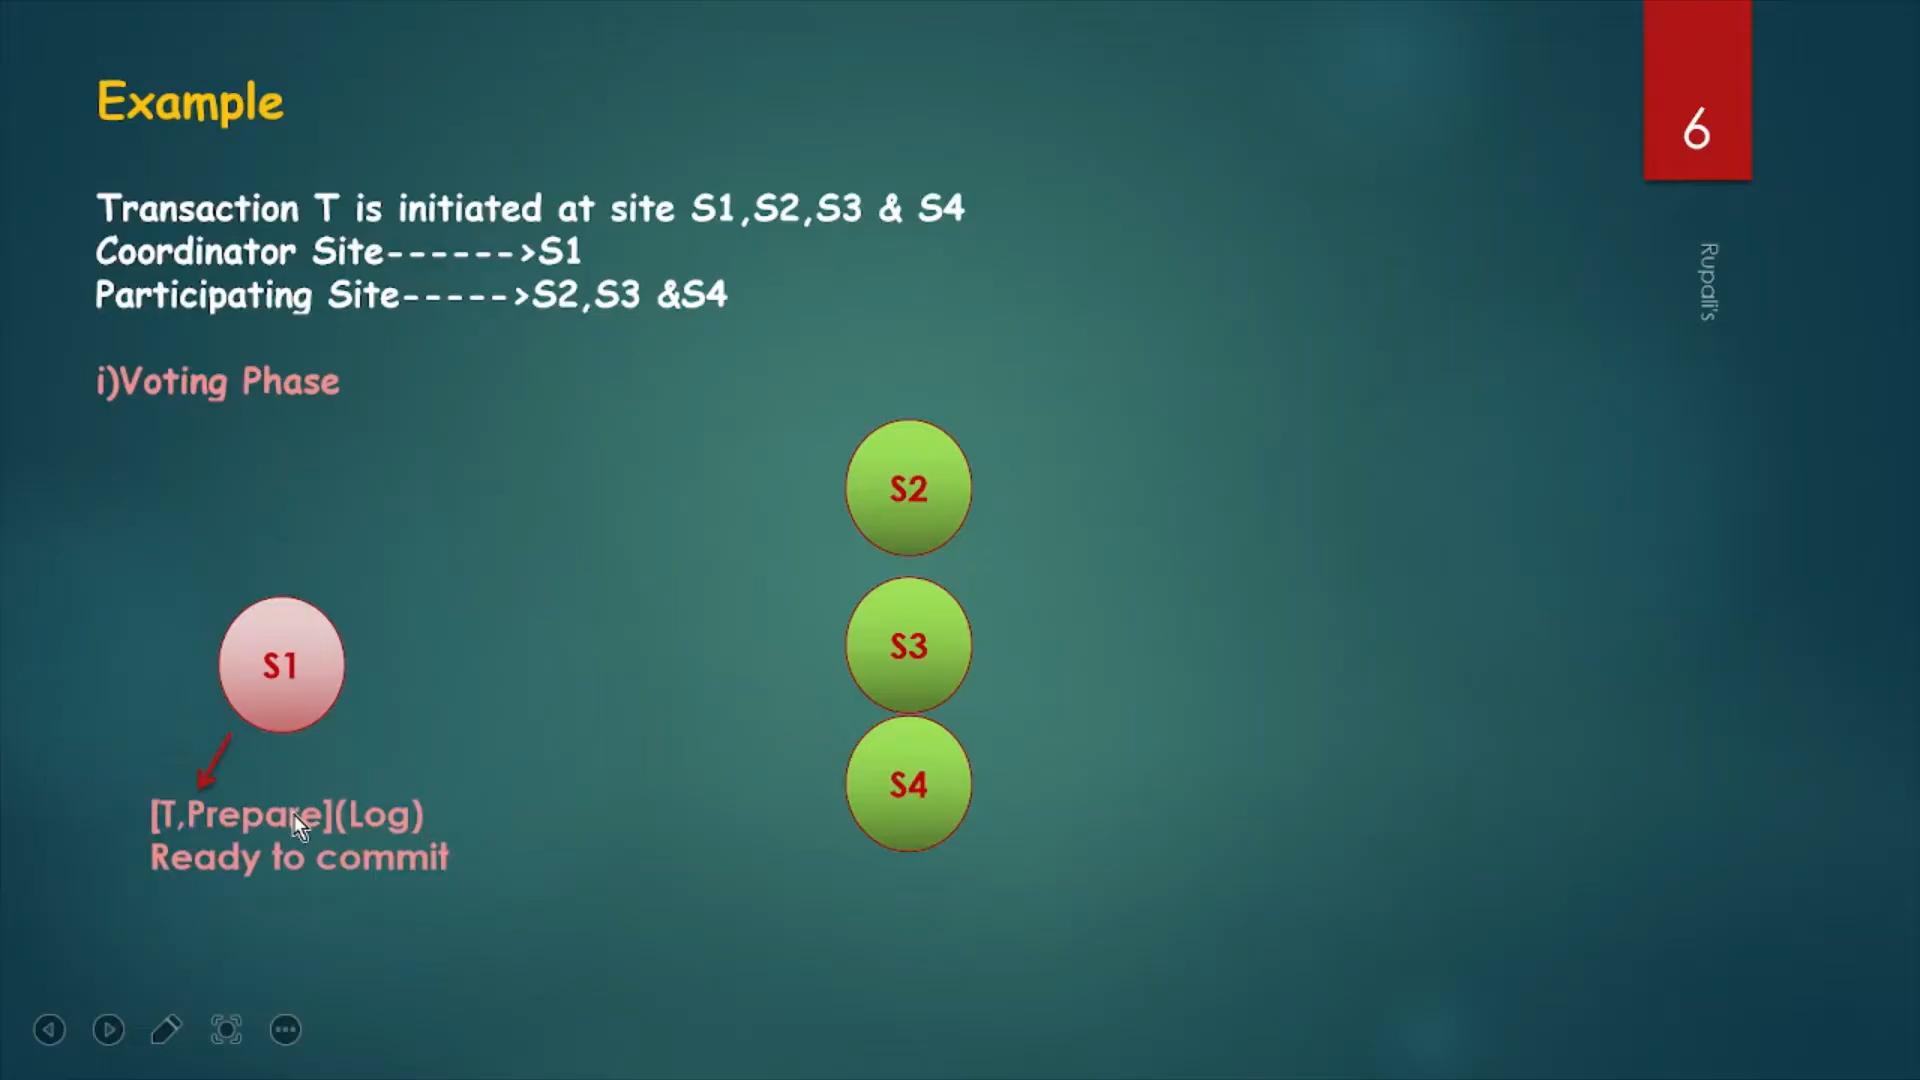 Example
6
Transaction T is initiated at site S1,S2,S3 & S4
Coordinator Site------>S1
Participating Site----->S2,S3 &S4
Rupali's
i)Voting Phase
S2
S3
S1
S4
[T,Prepare](Log)
Ready to commit